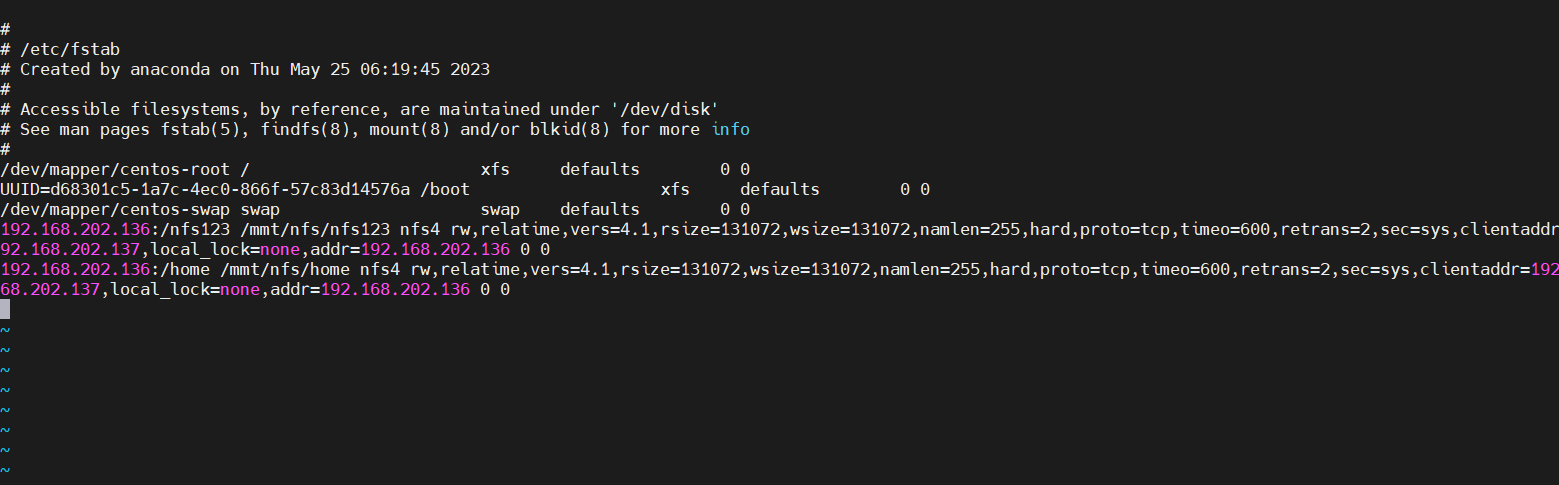 #
# /etc/fstab
# Created by anaconda on Thu May 25 06:19:45 2023
#
# Accessible filesystems, by reference, are maintained under '/dev/disk'
# See man pages fstab(5), findfs(8), mount(8) and/or blkid(8) for more info
#
/dev/mapper/centos-root /                       xfs     defaults        0 0
UUID=d68301c5-1a7c-4ec0-866f-57c83d14576a /boot                   xfs     defaults        0 0
/dev/mapper/centos-swap swap                    swap    defaults        0 0
192.168.202.136:/nfs123 /mmt/nfs/nfs123 nfs4 rw,relatime,vers=4.1,rsize=131072,wsize=131072,namlen=255,hard,proto=tcp,timeo=600,retrans=2,sec=sys,clientaddr
92.168.202.137,local_lock=none,addr=192.168.202.136 0 0
192.168.202.136:/home /mmt/nfs/home nfs4 rw,relatime,vers=4.1,rsize=131072,wsize=131072,namlen=255,hard,proto=tcp,timeo=600,retrans=2,sec=sys,clientaddr=192
68.202.137,local_lock=none,addr=192.168.202.136 0 0
~
~
~
~
~
~
~
~